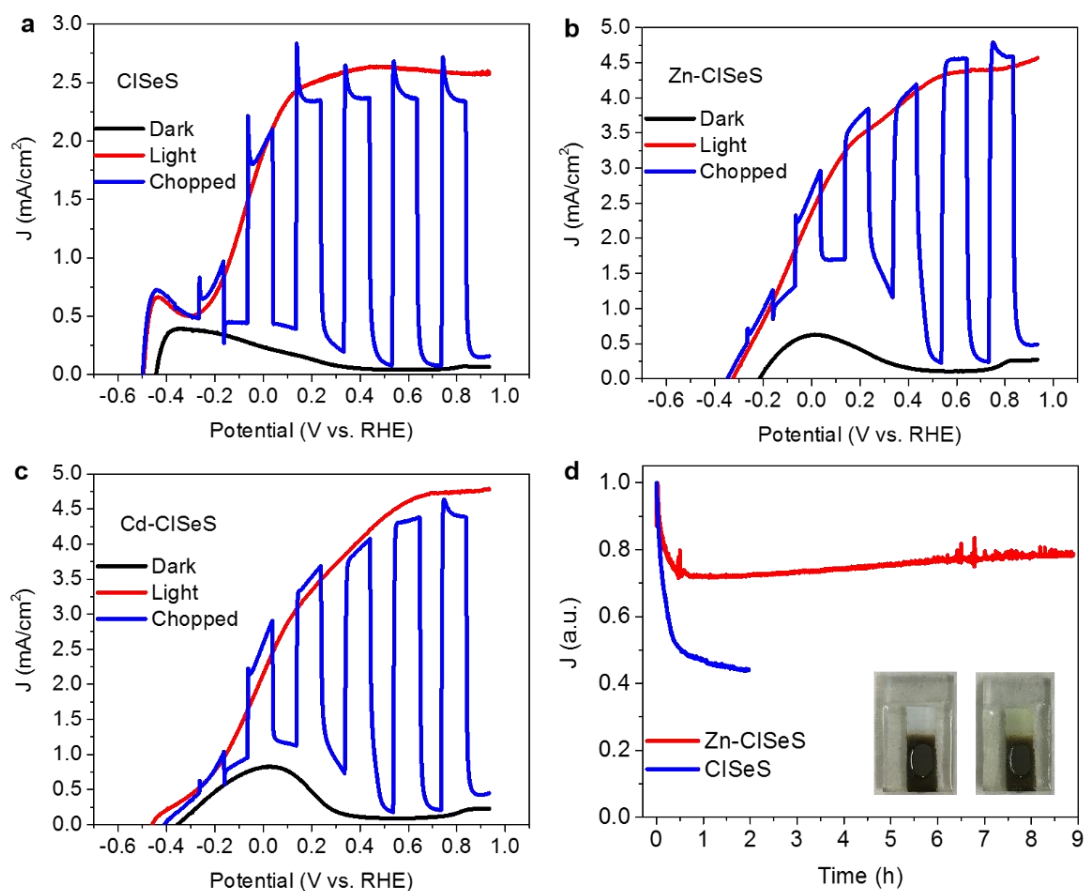 a
3.0
2.5
2.0
1.5
1.0
0.5
0.0
J (mA/cm²)
CISeS
Dark
Light
Chopped
-0.6 -0.4 -0.2 0.0 0.2 0.4 0.6 0.8 1.0
Potential (V vs. RHE)
b
5.0
4.5
4.0
3.5
3.0
2.5
2.0
1.5
1.0
0.5
0.0
J (mA/cm²)
Zn-CISeS
Dark
Light
Chopped
-0.6 -0.4 -0.2 0.0 0.2 0.4 0.6 0.8 1.0
Potential (V vs. RHE)
c
5.0
4.5
4.0
3.5
3.0
2.5
2.0
1.5
1.0
0.5
0.0
J (mA/cm²)
Cd-CISeS
Dark
Light
Chopped
-0.6 -0.4 -0.2 0.0 0.2 0.4 0.6 0.8 1.0
Potential (V vs. RHE)
d
1.0
0.8
0.6
0.4
0.0
J (a.u.)
Zn-CISeS
CISeS
0 1 2 3 4 5 6 7 8 9
Time (h)